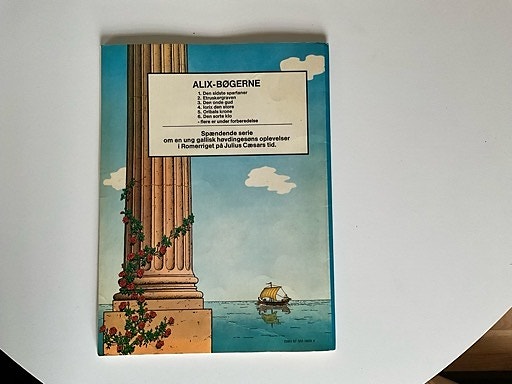 ALIX-BØGERNE
1. Den sidste spartaner
2. Etruskergraven
3. Den onde gud
4. Iorix den store
5. Oribals krone
6. Den sorte klo
- flere er under forberedelse
Spændende serie
om en ung gallisk høvdingesøns oplevelser
i Romerriget på Julius Cæsars tid.